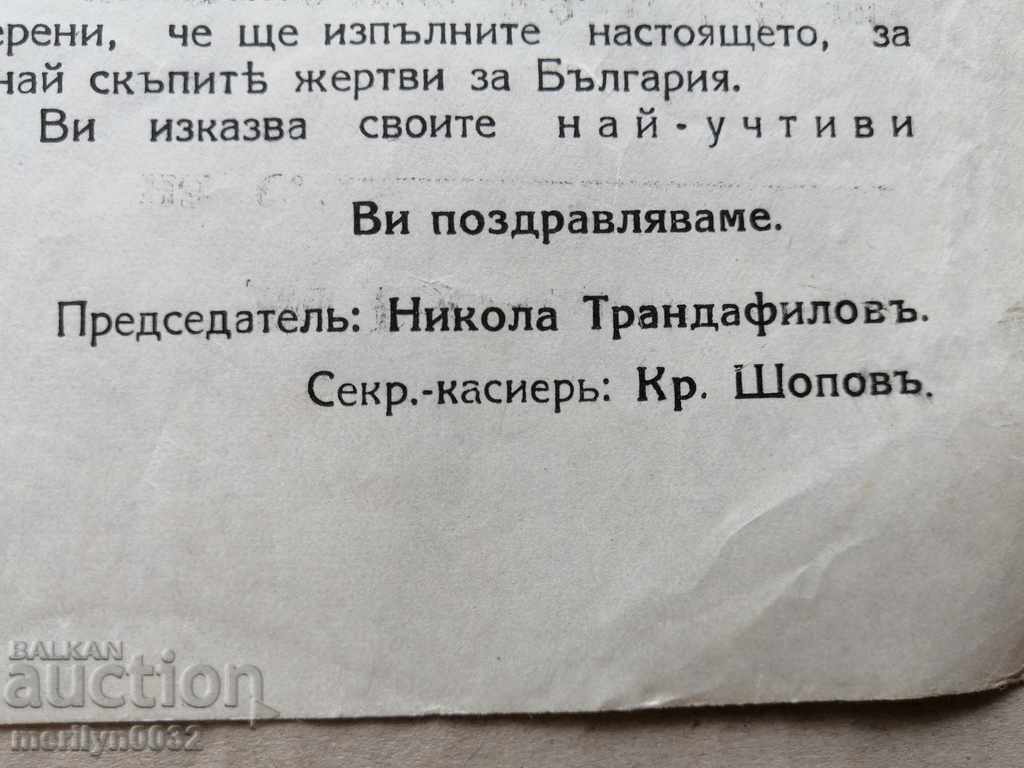 ерени, че ще изпълните настоящето, за
най скъпитѣ жертви за България.
Ви изказва своите най-учтиви
Ви поздравляваме.
Председатель: Никола Трандафиловъ.
Секр.-касиерь: Кр. Шоповъ.
BALKAN
auction
merilyn0032